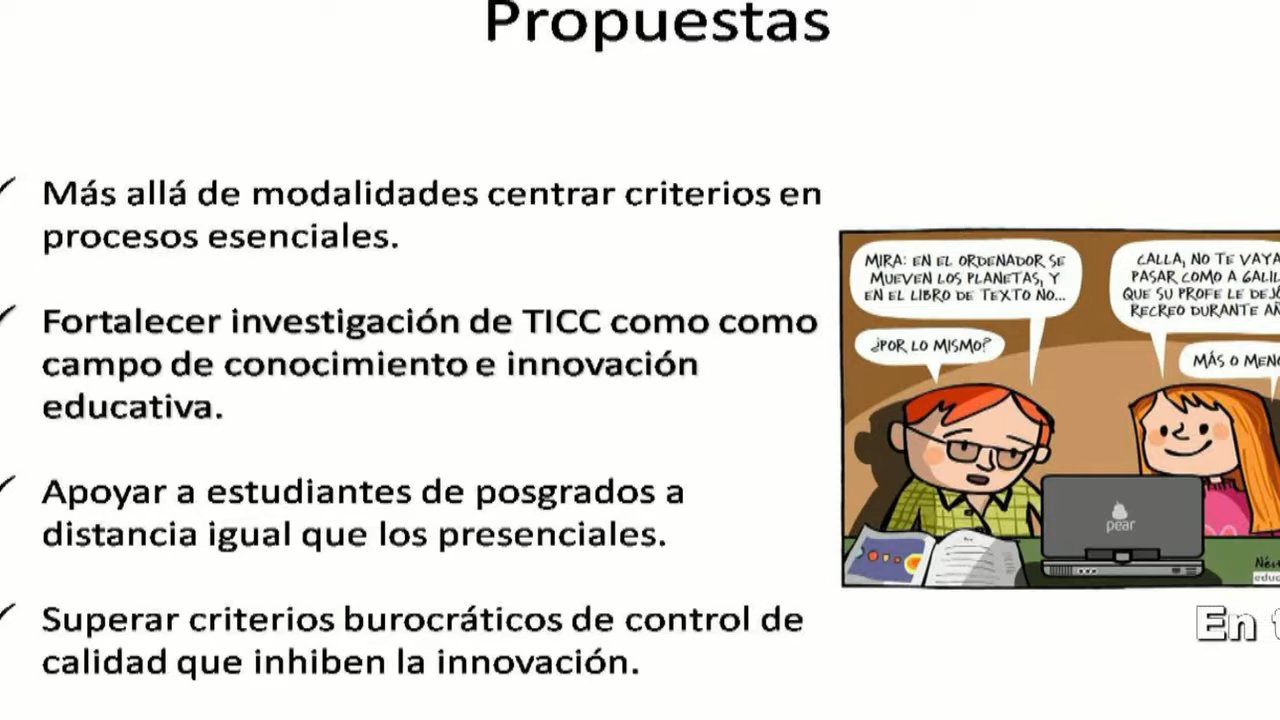 Propuestas
Más allá de modalidades centrar criterios en
procesos esenciales.
Fortalecer investigación de TICC como como
campo de conocimiento e innovación
educativa.
Apoyar a estudiantes de posgrados a
distancia igual que los presenciales.
Superar criterios burocráticos de control de
calidad que inhiben la innovación.
MIRA: EN EL ORDENADOR SE
MUEVEN LOS PLANETAS, Y
EN EL LIBRO DE TEXTO NO...
¿POR LO MISMO?
CALLA, NO TE VAYA
PASAR COMO A GALIL
QUE SU PROFE LE DEJÓ
RECREO DURANTE AÑ
MÁS O MENO
pear
En